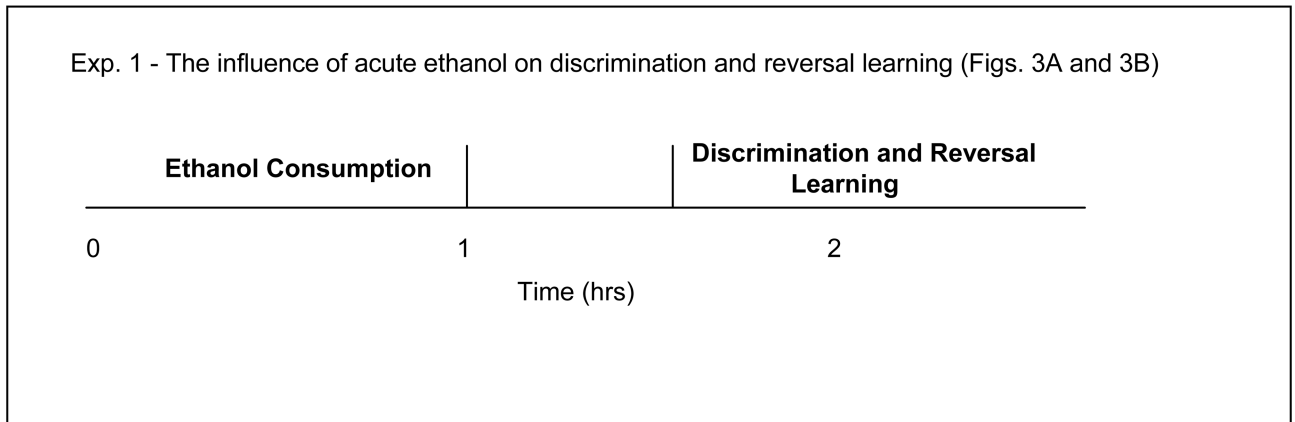 Exp. 1 - The influence of acute ethanol on discrimination and reversal learning (Figs. 3A and 3B)
Ethanol Consumption
Discrimination and Reversal
Learning
0 1 2
Time (hrs)